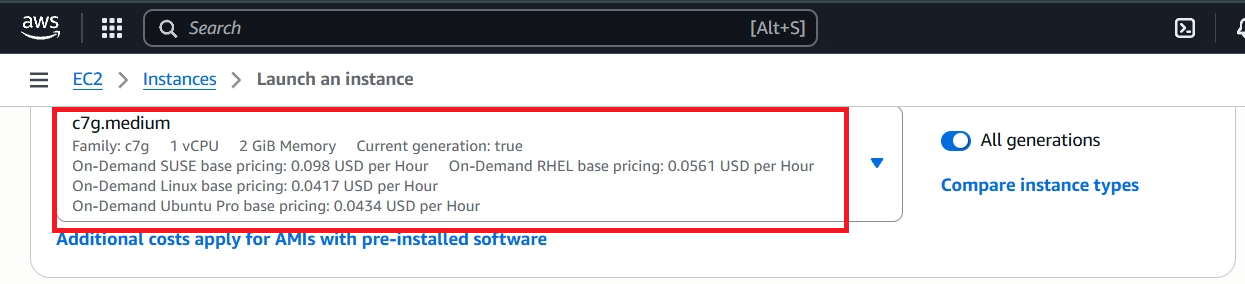 aws Search [Alt+S]
EC2 Instances Launch an instance
c7g.medium
Family: c7g 1 vCPU 2 GiB Memory Current generation: true
On-Demand SUSE base pricing: 0.098 USD per Hour On-Demand RHEL base pricing: 0.0561 USD per Hour
On-Demand Linux base pricing: 0.0417 USD per Hour
On-Demand Ubuntu Pro base pricing: 0.0434 USD per Hour
All generations
Compare instance types
Additional costs apply for AMIs with pre-installed software